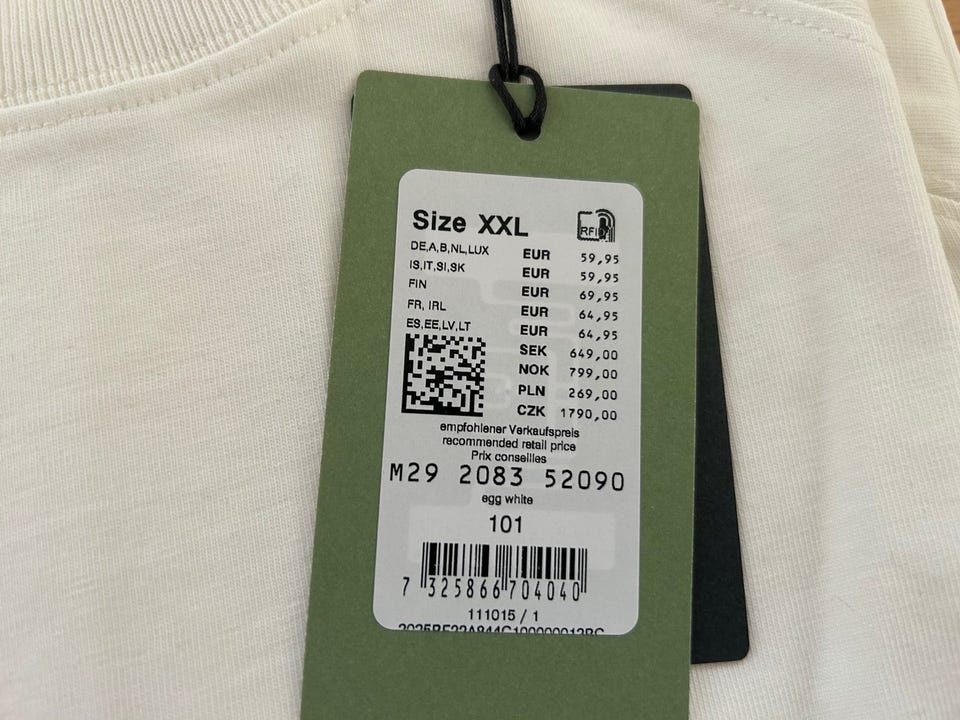 Size XXL
RFID
DE,A,B,NL,LUX EUR 59,95
IS,IT,SI,SK EUR 59,95
FIN EUR 69,95
FR, IRL EUR 64,95
ES,EE,LV,LT EUR 64,95
SEK 649,00
NOK 799,00
PLN 269,00
CZK 1790,00
empfohlener Verkaufspreis
recommended retail price
Prix conseilles
M29 2083 52090
egg white
101
7 325866 704040
111015 / 1